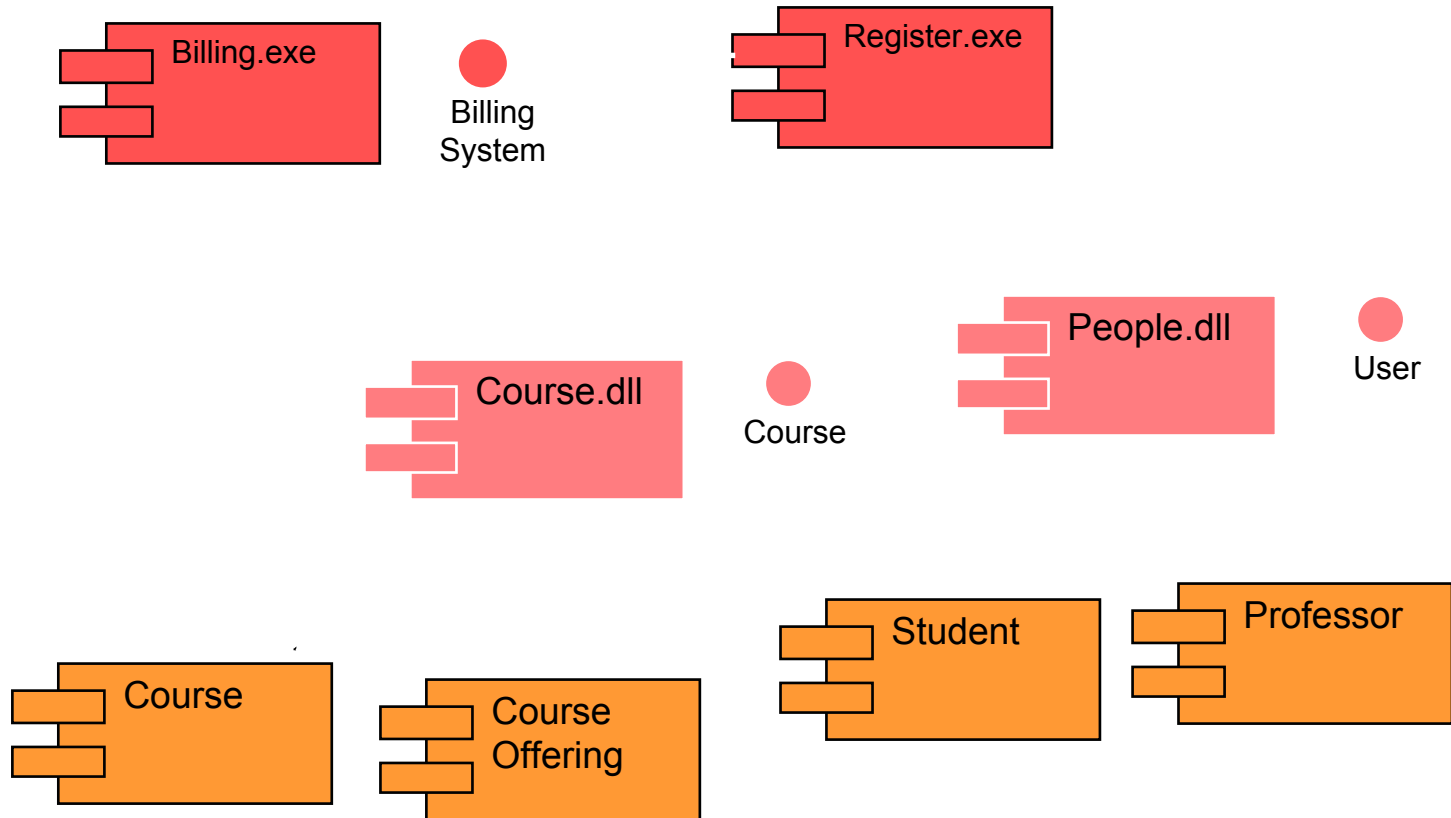 Billing.exe
Billing
System
Register.exe
People.dll
User
Course.dll
Course
Student
Professor
Course
Course
Offering